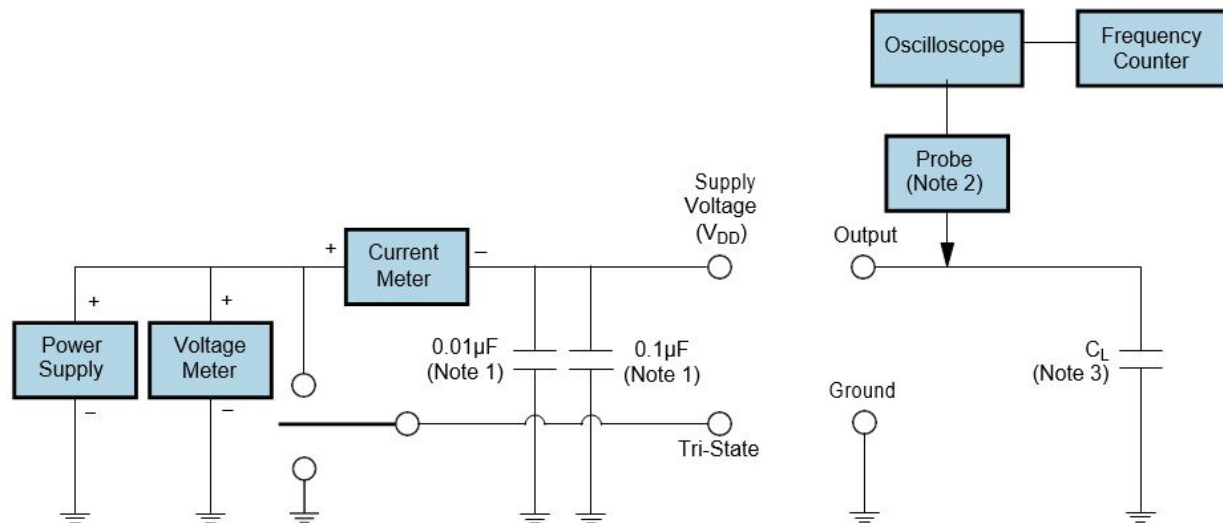 Oscilloscope
Frequency
Counter
Probe
(Note 2)
Supply
Voltage
(VDD)
Output
+
Current
Meter
–
+
+
Power
Supply
Voltage
Meter
–
–
0.01µF
(Note 1)
0.1µF
(Note 1)
CL
(Note 3)
Ground
Tri-State